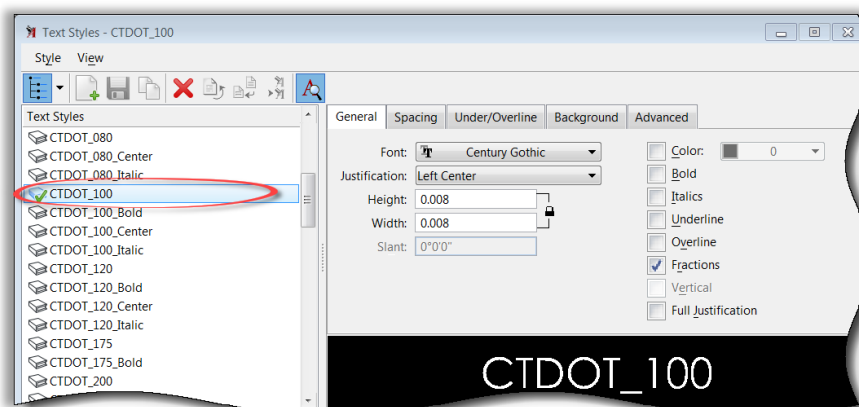 Text Styles - CTDOT_100
Style View
Text Styles
CTDOT_080
CTDOT_080_Center
CTDOT_080_Italic
CTDOT_100
CTDOT_100_Bold
CTDOT_100_Center
CTDOT_100_Italic
CTDOT_120
CTDOT_120_Bold
CTDOT_120_Center
CTDOT_120_Italic
CTDOT_175
CTDOT_175_Bold
CTDOT_200
General Spacing Under/Overline Background Advanced
Font: Century Gothic
Justification: Left Center
Height: 0.008
Width: 0.008
Slant: 0°0'0"
Color: 0
Bold
Italics
Underline
Overline
Fractions
Vertical
Full Justification
CTDOT_100